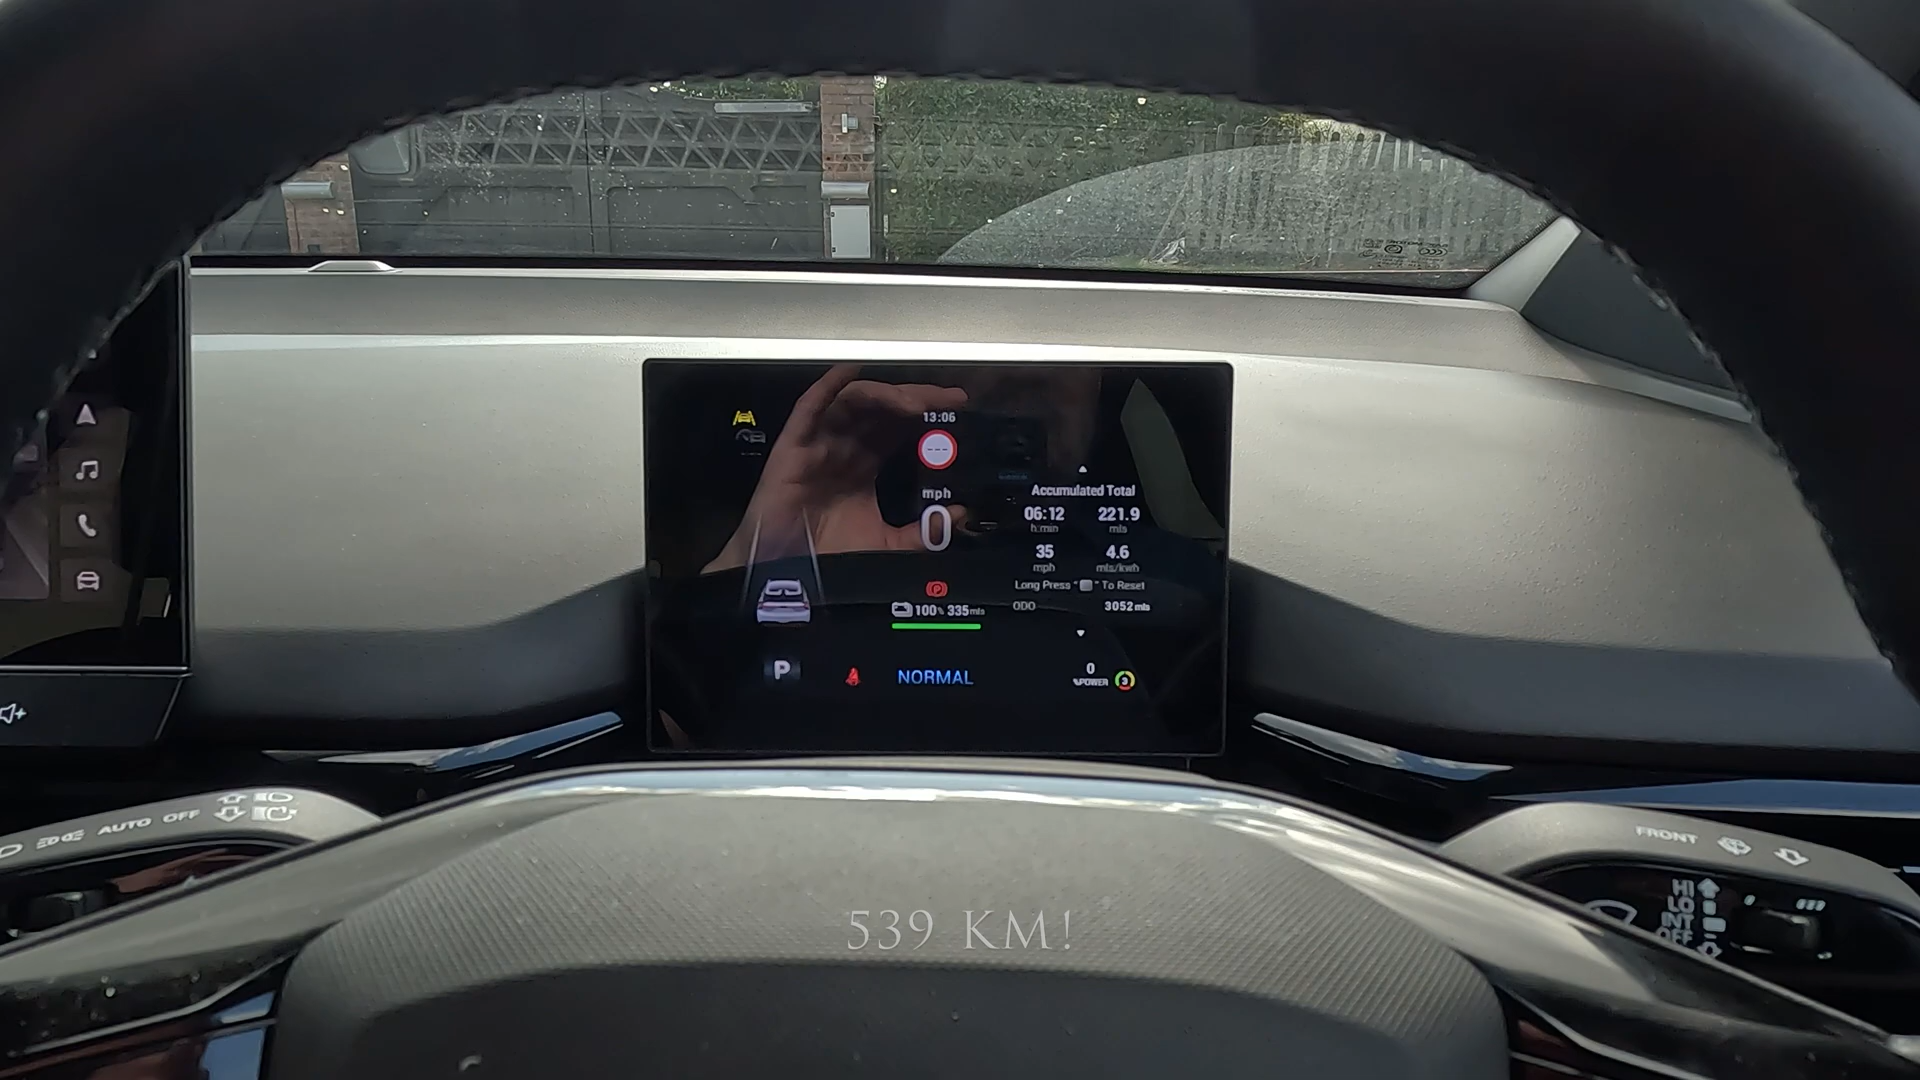 13:06
---
mph
0
Accumulated Total
06:12 221.9
h:min mls
35 4.6
mph mls/kwh
Long Press "" To Reset
ODO 3052 mls
100% 335 mls
P
NORMAL
0
%POWER 3
AUTO OFF
FRONT
HI
LO
INT
OFF
539 KM!